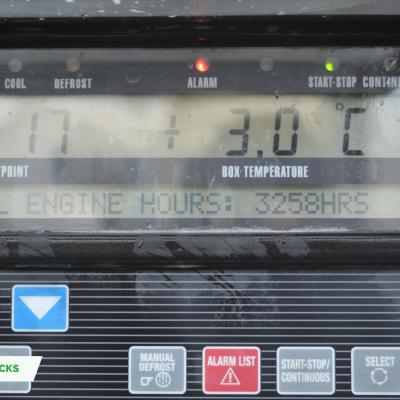 COOL DEFROST ALARM START-STOP
17 + 3.0 °C
BOX TEMPERATURE
ENGINE HOURS: 3258HRS
MANUAL DEFROST
ALARM LIST
START-STOP/ CONTINUOUS
SELECT